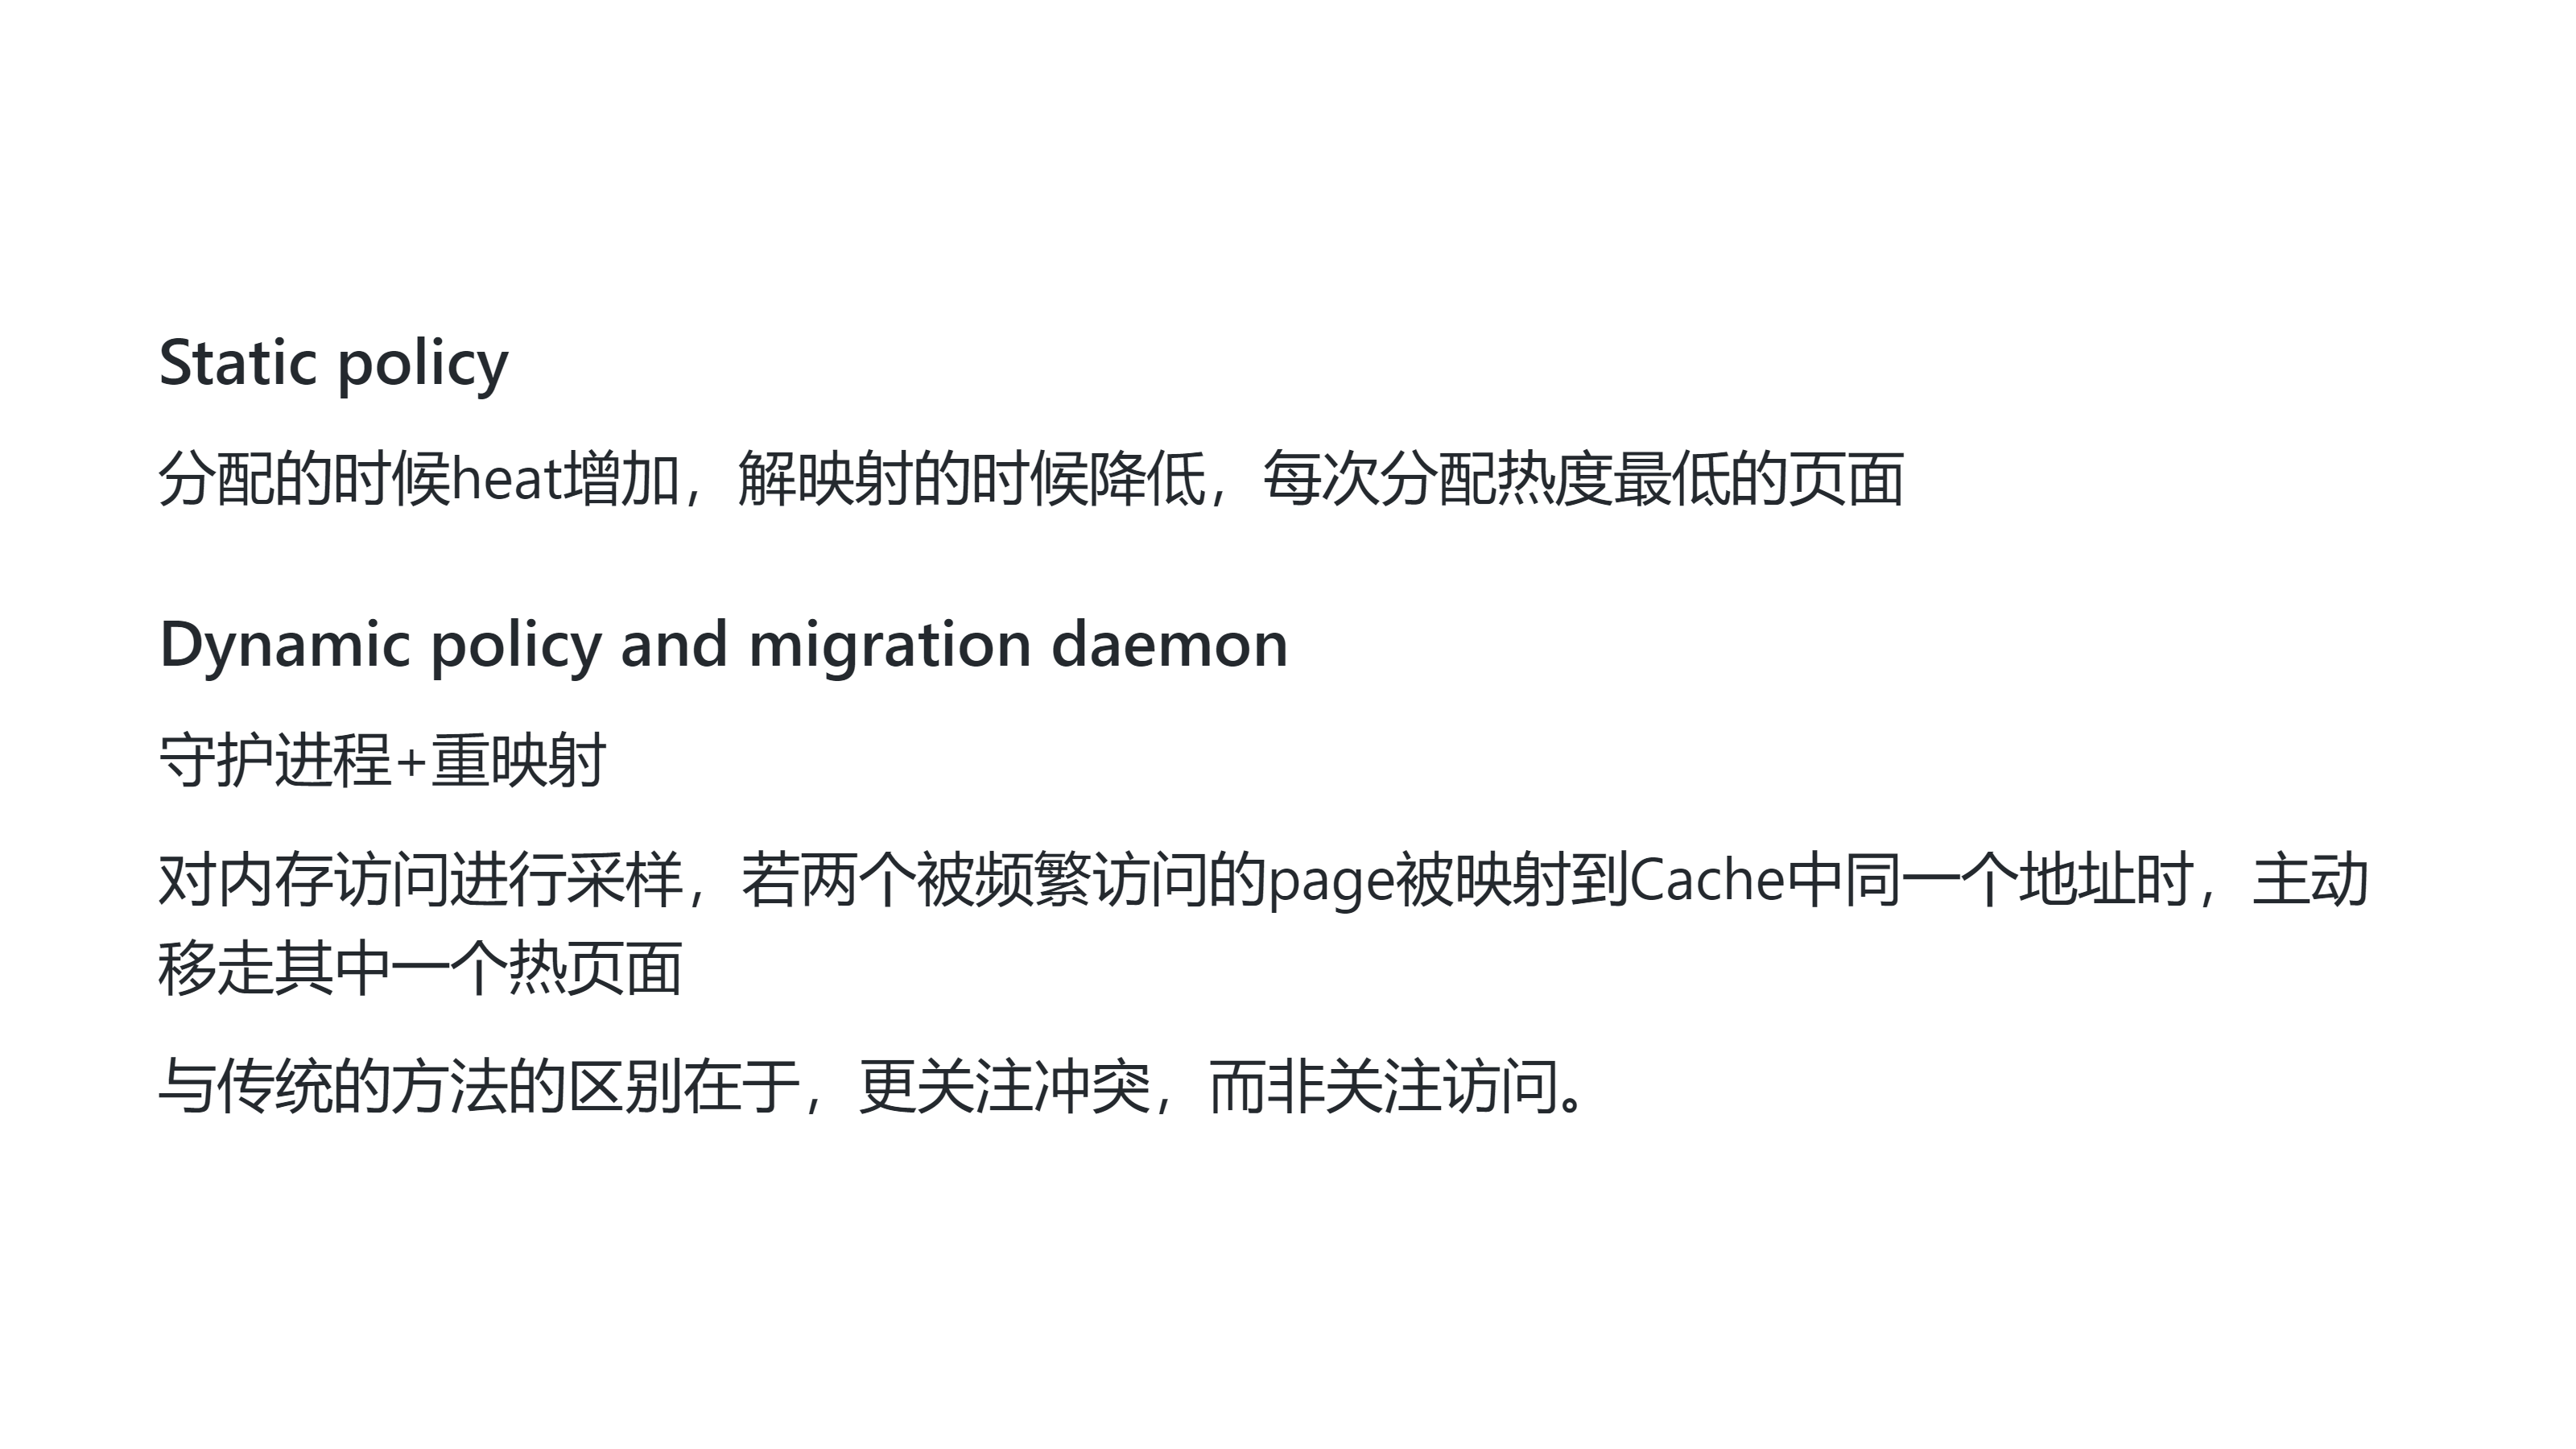 Static policy
分配的时候heat增加，解映射的时候降低，每次分配热度最低的页面
Dynamic policy and migration daemon
守护进程+重映射
对内存访问进行采样，若两个被频繁访问的page被映射到Cache中同一个地址时，主动
移走其中一个热页面
与传统的方法的区别在于，更关注冲突，而非关注访问。